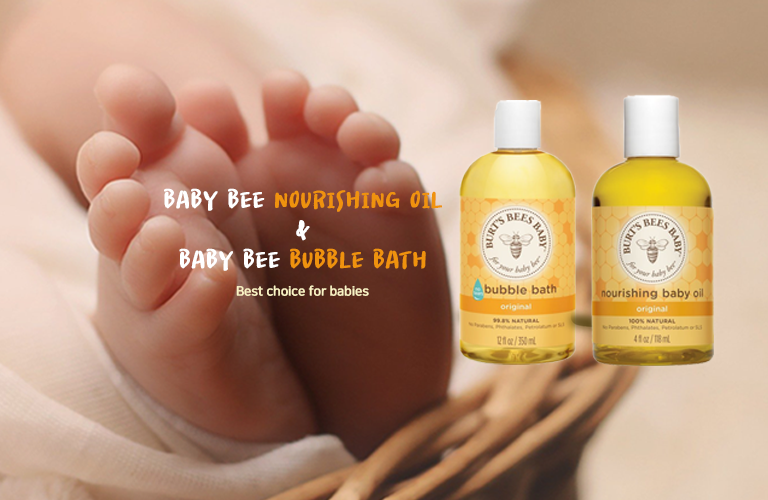 BABY BEE NOURISHING OIL
&
BABY BEE BUBBLE BATH
Best choice for babies
BURT'S BEES BABY
for your baby bee
bubble bath
original
99.8% NATURAL
No Parabens, Phthalates, Petrolatum or SLS
12 fl oz / 350 mL
BURT'S BEES BABY
for your baby bee
nourishing baby oil
original
100% NATURAL
No Parabens, Phthalates, Petrolatum or SLS
4 fl oz / 118 mL